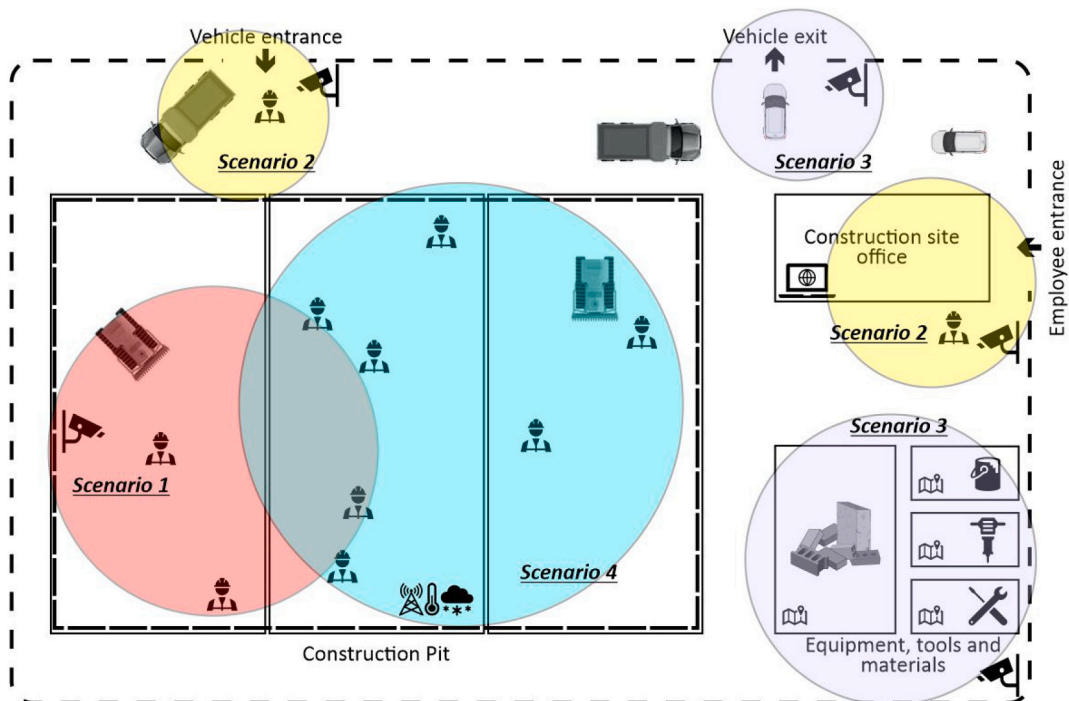 Vehicle entrance
Vehicle exit
Scenario 2
Scenario 3
Construction site
office
Employee entrance
Scenario 2
Scenario 3
Scenario 1
Scenario 4
Equipment, tools and
materials
Construction Pit